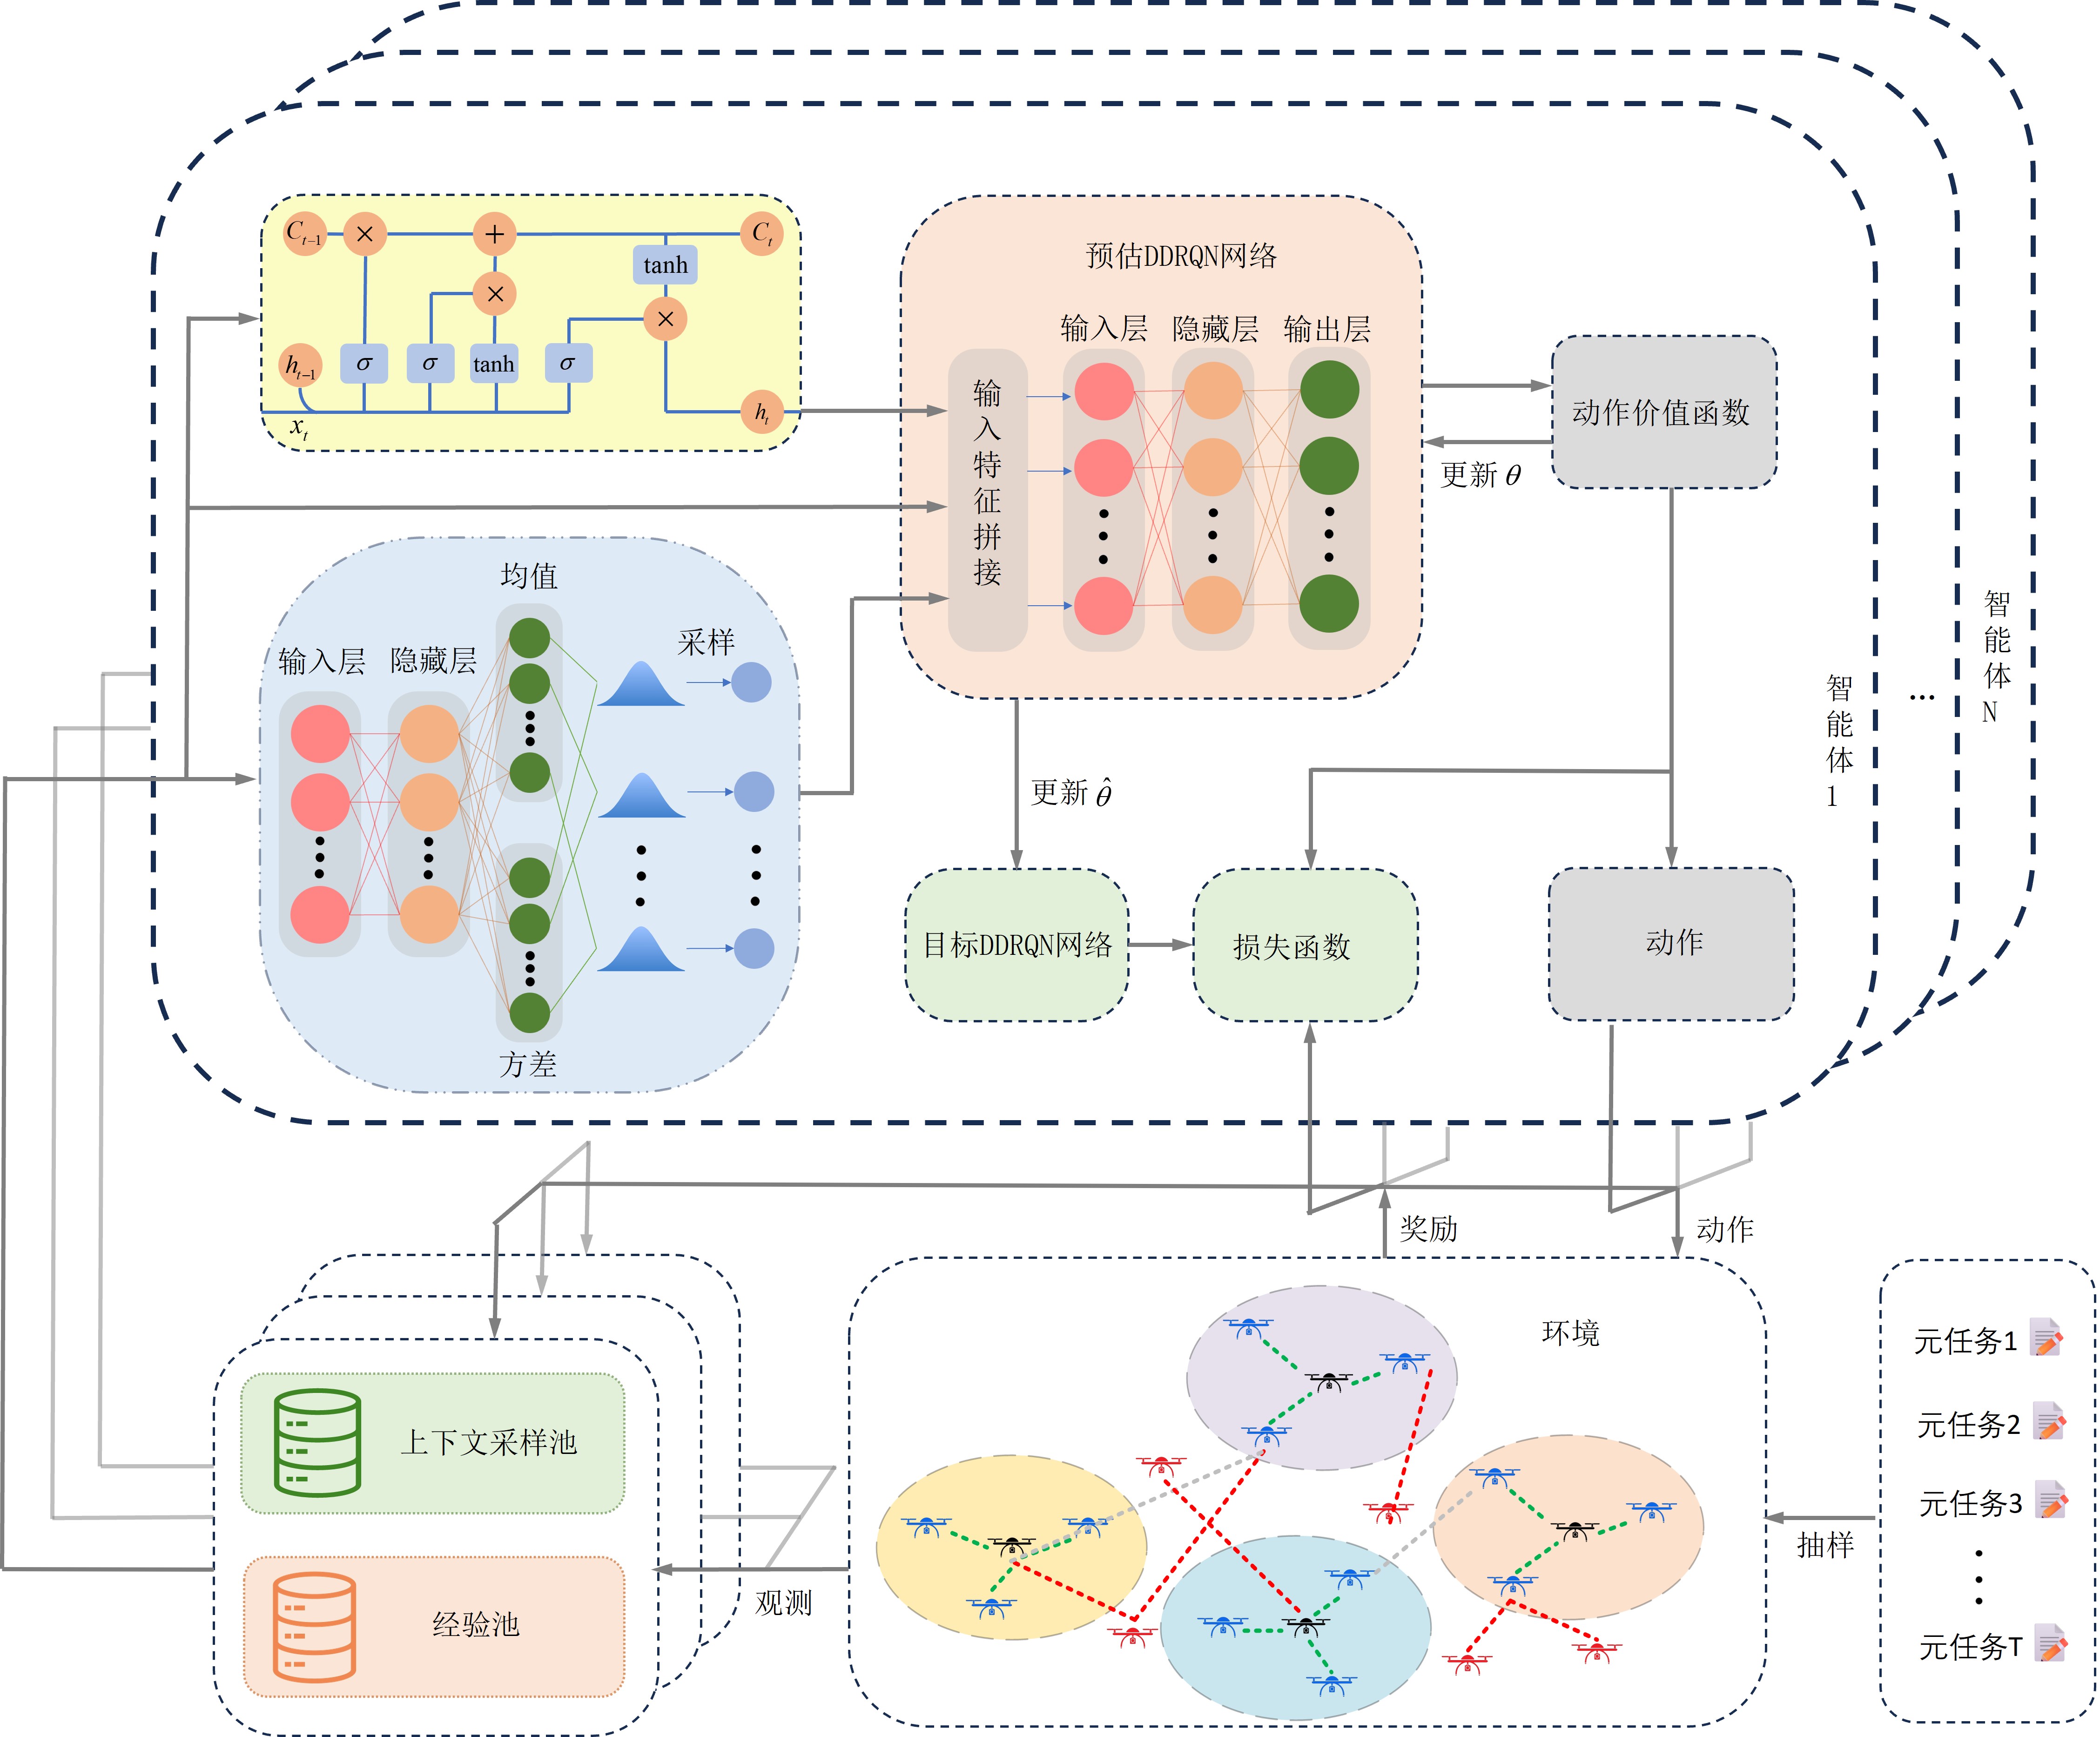 C_{t-1}
×
+
C_t
tanh
×
×
h_{t-1}
σ
σ
tanh
σ
x_t
h_t
预估DDRQN网络
输入层
隐藏层
输出层
输入特征拼接
动作价值函数
更新 θ
均值
采样
输入层
隐藏层
方差
更新 θ̂
目标DDRQN网络
损失函数
动作
智能体1
...
智能体N
奖励
动作
上下文采样池
经验池
观测
环境
抽样
元任务1
元任务2
元任务3
元任务T